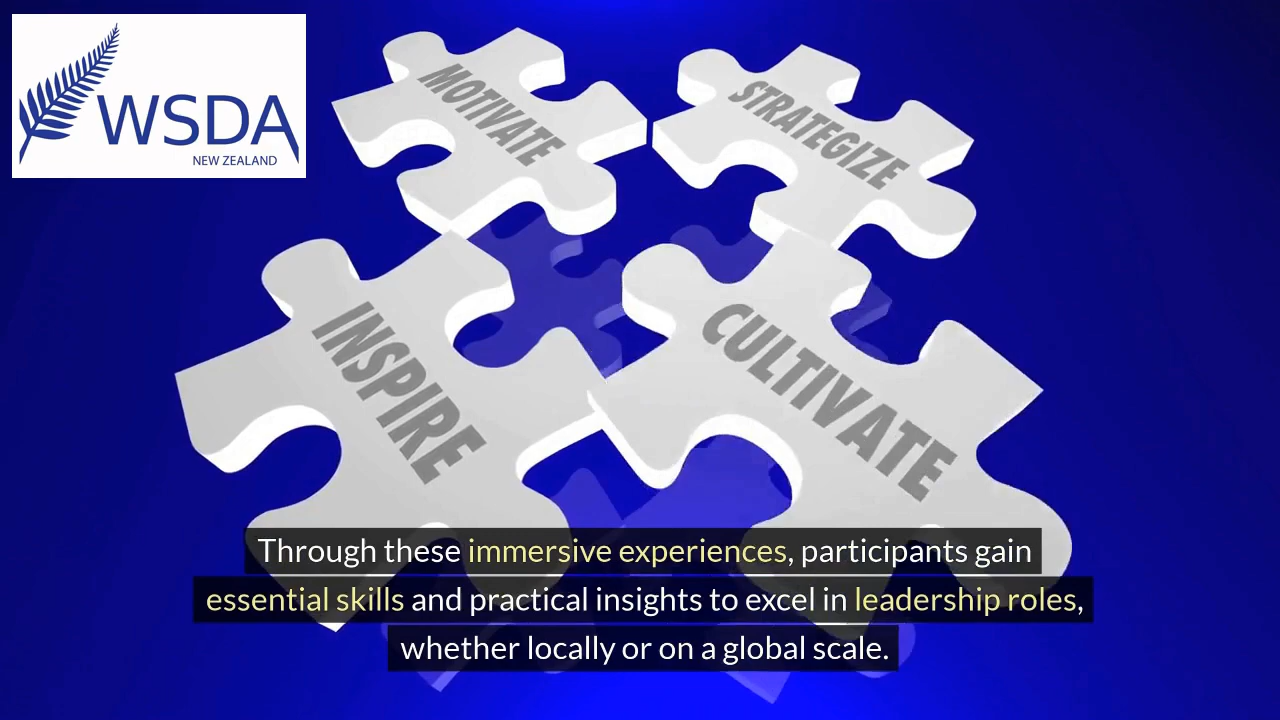 WSDA
NEW ZEALAND
MOTIVATE
STRATEGIZE
INSPIRE
CULTIVATE
Through these immersive experiences, participants gain
essential skills and practical insights to excel in leadership roles,
whether locally or on a global scale.